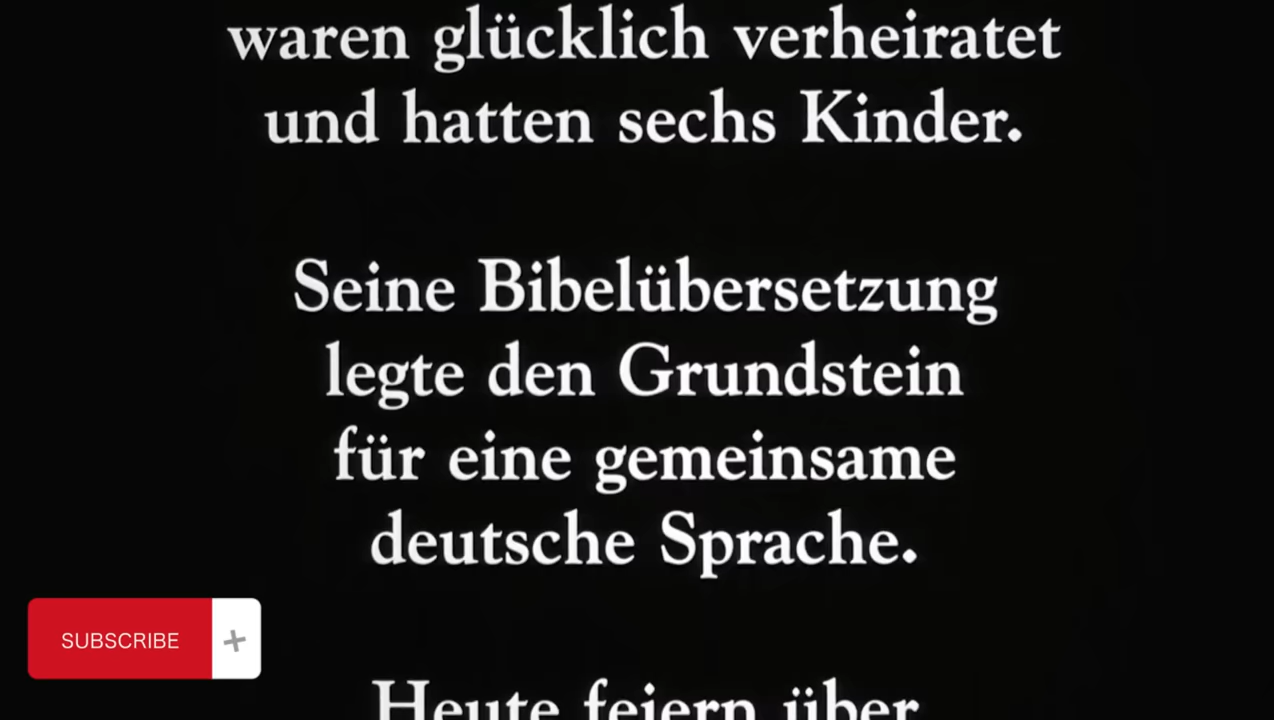 waren glücklich verheiratet
und hatten sechs Kinder.
Seine Bibelübersetzung
legte den Grundstein
für eine gemeinsame
deutsche Sprache.
SUBSCRIBE +
Heute feiern über